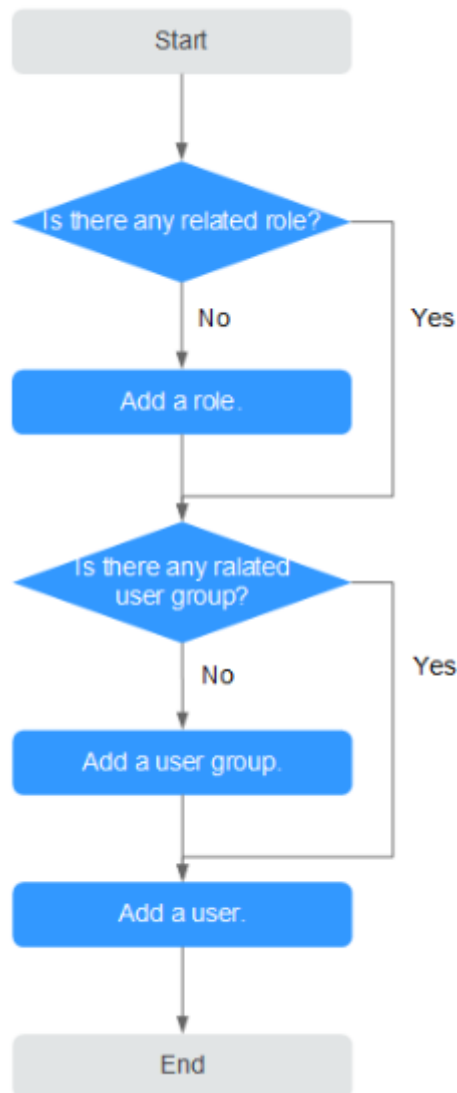 Start
Is there any related role?
No
Yes
Add a role.
Is there any ralated
user group?
No
Yes
Add a user group.
Add a user.
End